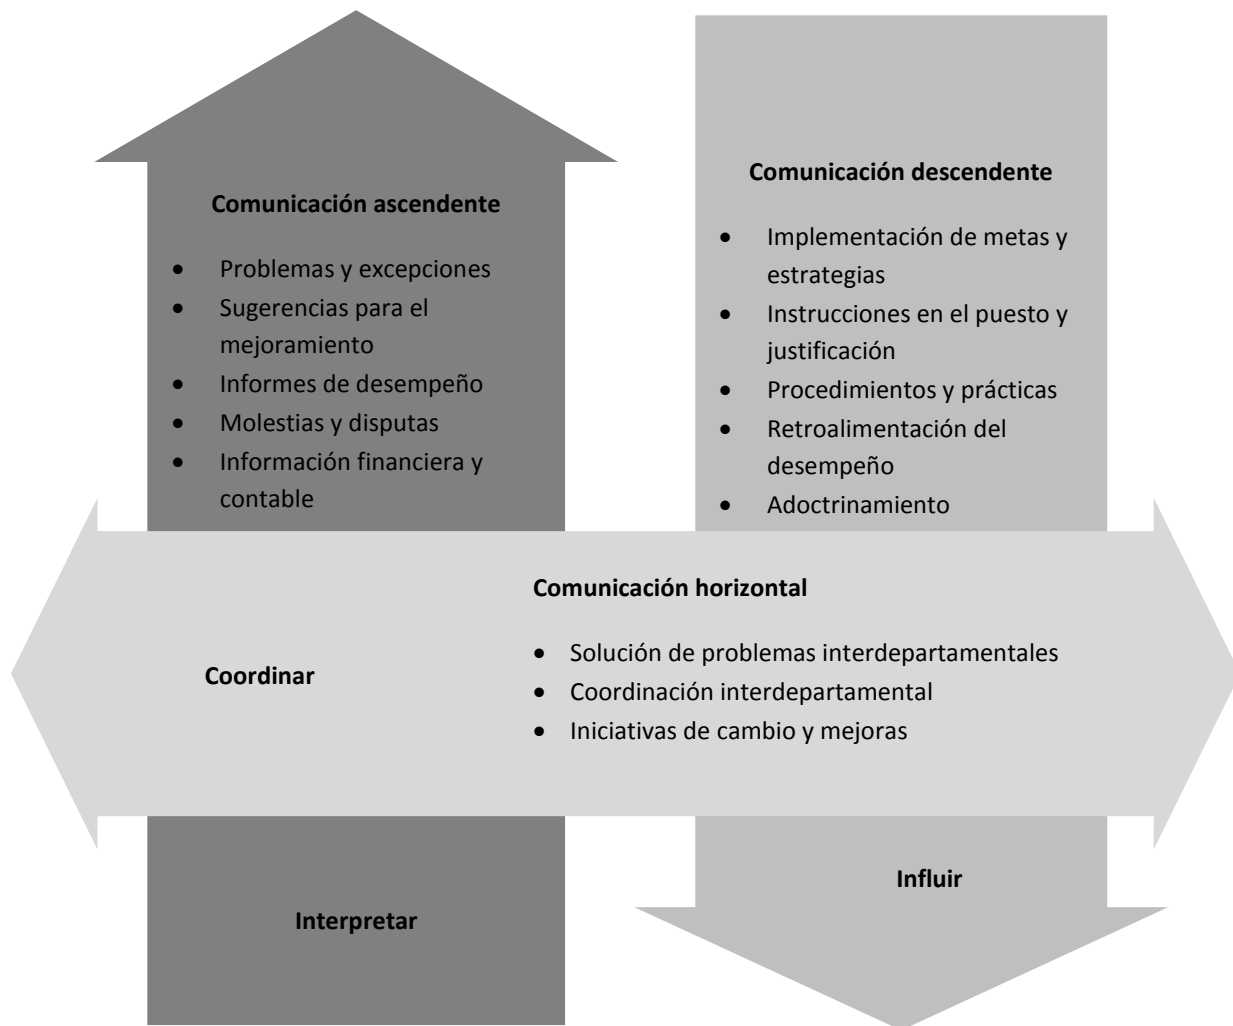 Comunicación ascendente
• Problemas y excepciones
• Sugerencias para el
mejoramiento
• Informes de desempeño
• Molestias y disputas
• Información financiera y
contable
Comunicación descendente
• Implementación de metas y
estrategias
• Instrucciones en el puesto y
justificación
• Procedimientos y prácticas
• Retroalimentación del
desempeño
• Adoctrinamiento
Coordinar
Comunicación horizontal
• Solución de problemas interdepartamentales
• Coordinación interdepartamental
• Iniciativas de cambio y mejoras
Interpretar
Influir